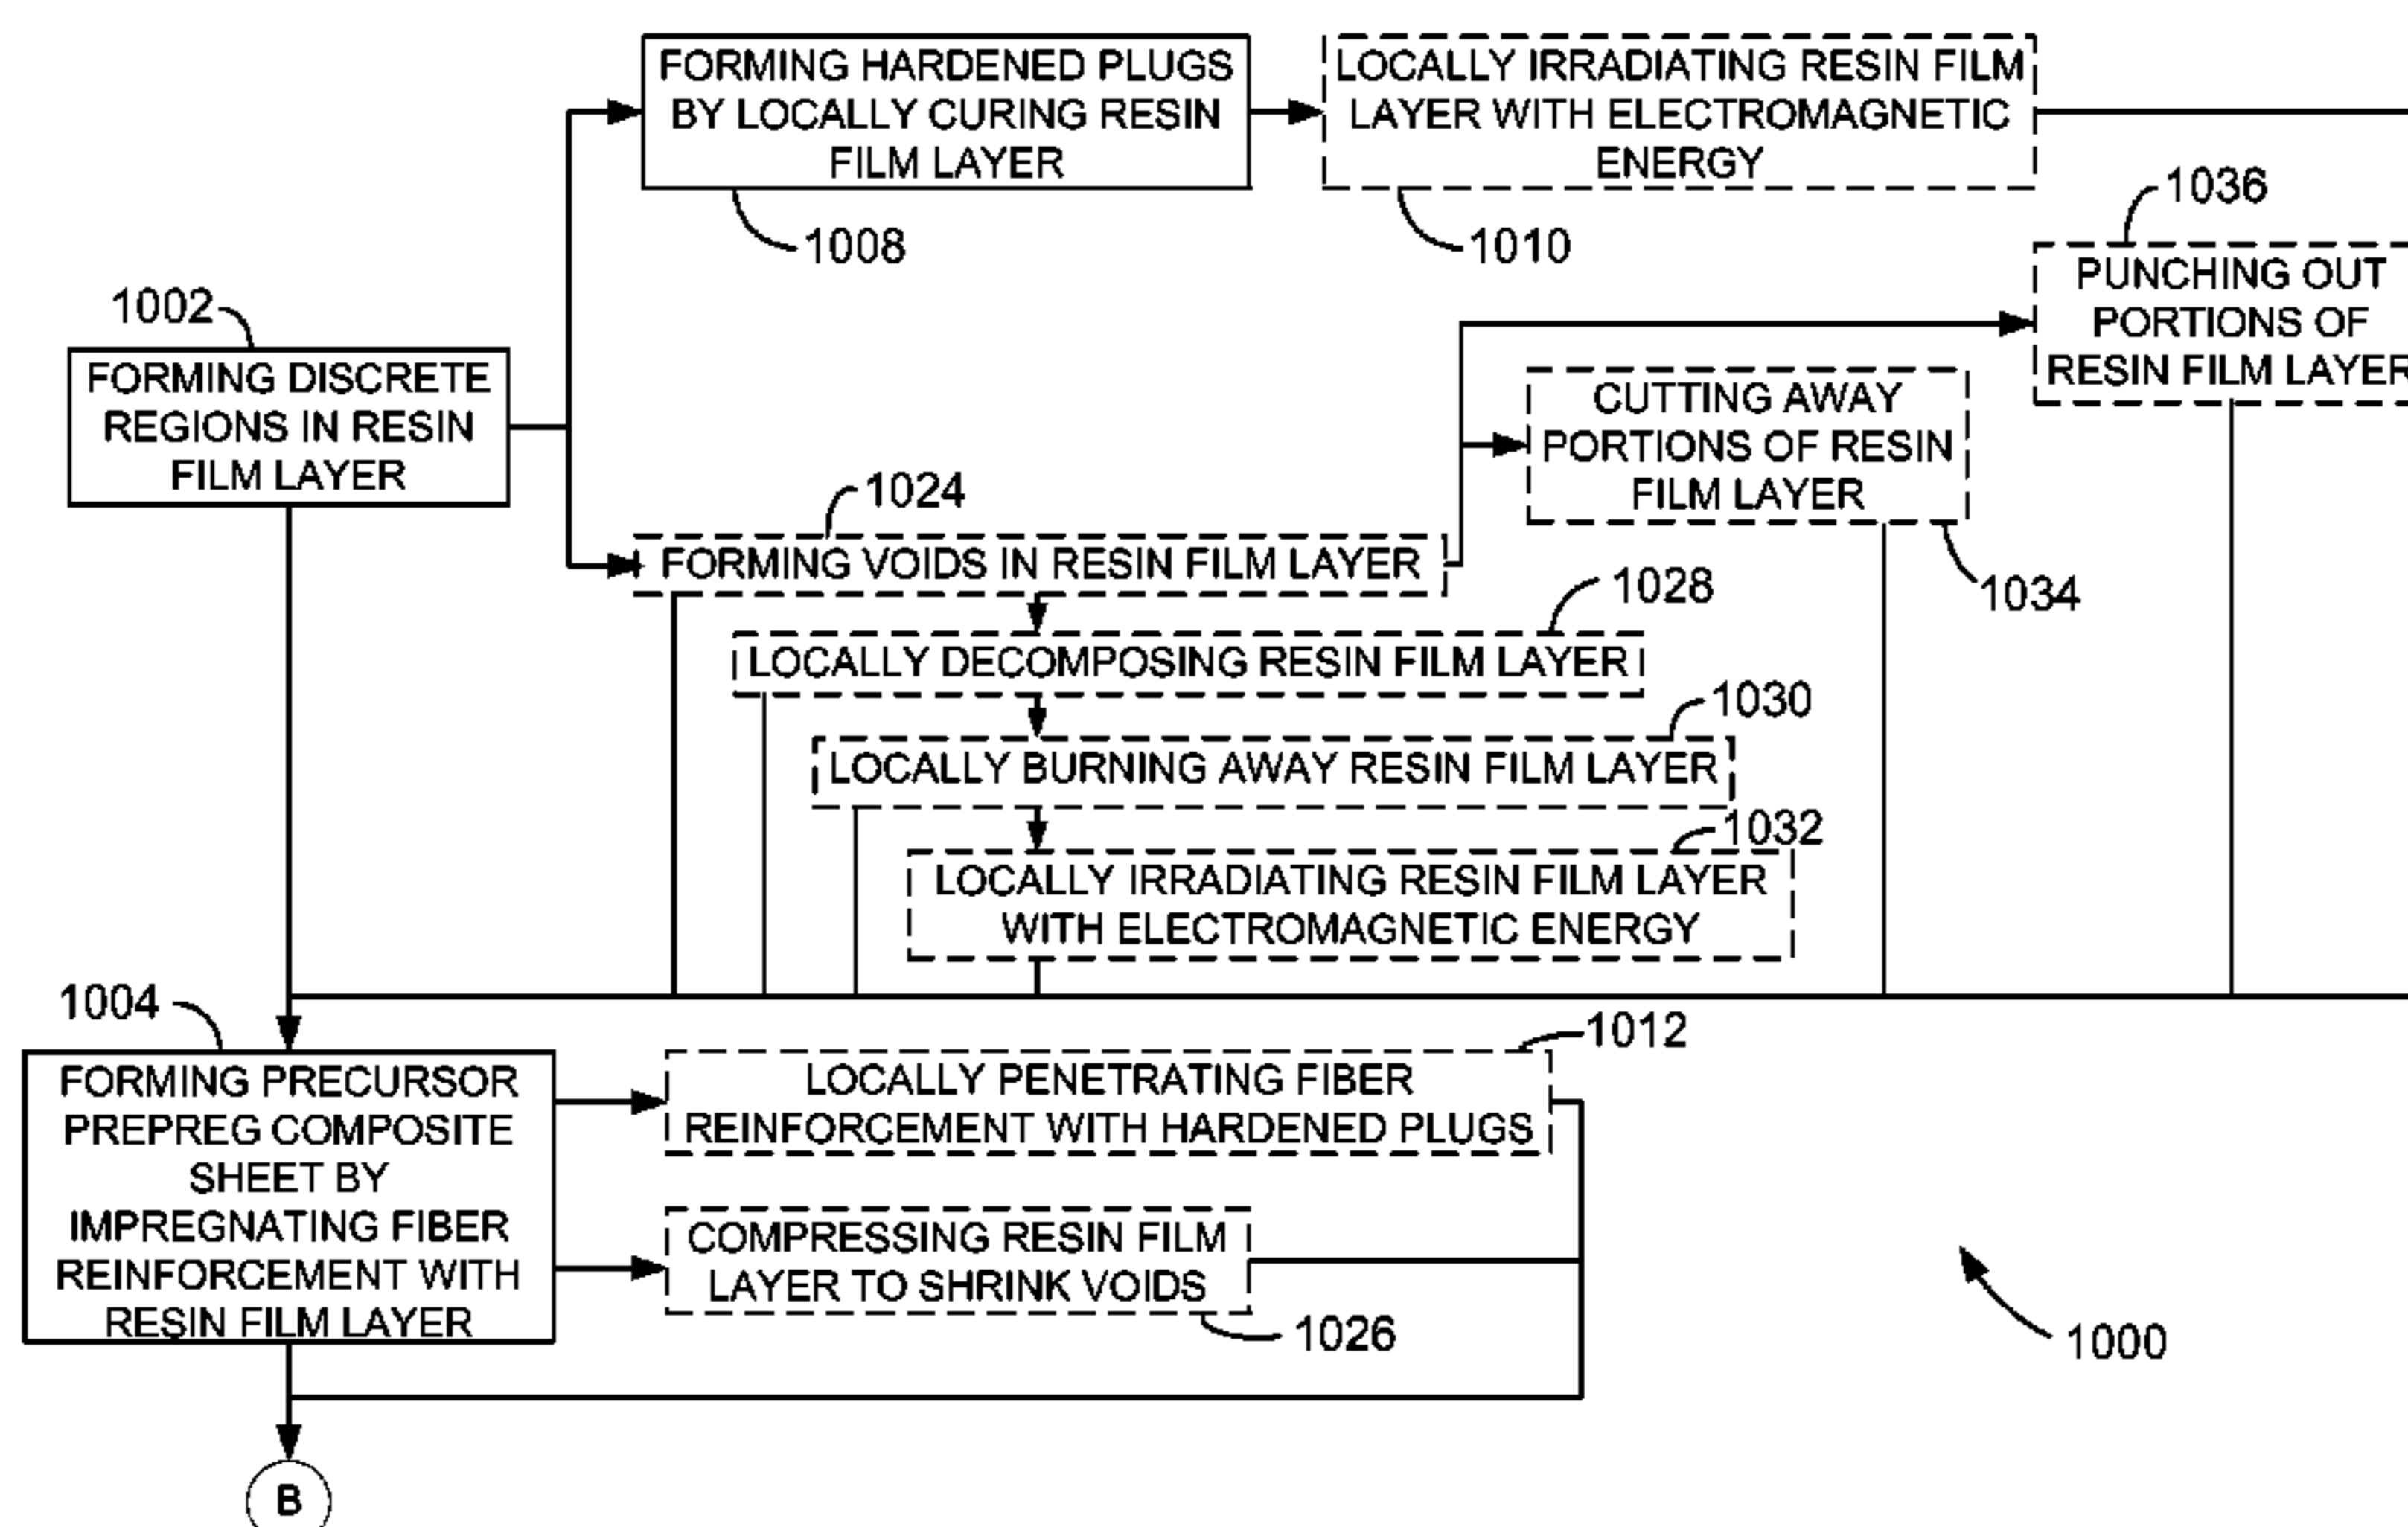 FORMING HARDENED PLUGS
BY LOCALLY CURING RESIN
FILM LAYER
1008
LOCALLY IRRADIATING RESIN FILM
LAYER WITH ELECTROMAGNETIC
ENERGY
1010
1036
PUNCHING OUT
PORTIONS OF
RESIN FILM LAYER
1002
FORMING DISCRETE
REGIONS IN RESIN
FILM LAYER
CUTTING AWAY
PORTIONS OF RESIN
FILM LAYER
1034
1024
FORMING VOIDS IN RESIN FILM LAYER
1028
LOCALLY DECOMPOSING RESIN FILM LAYER
1030
LOCALLY BURNING AWAY RESIN FILM LAYER
1032
LOCALLY IRRADIATING RESIN FILM LAYER
WITH ELECTROMAGNETIC ENERGY
1004
FORMING PRECURSOR
PREPREG COMPOSITE
SHEET BY
IMPREGNATING FIBER
REINFORCEMENT WITH
RESIN FILM LAYER
1012
LOCALLY PENETRATING FIBER
REINFORCEMENT WITH HARDENED PLUGS
COMPRESSING RESIN FILM
LAYER TO SHRINK VOIDS
1026
1000
B